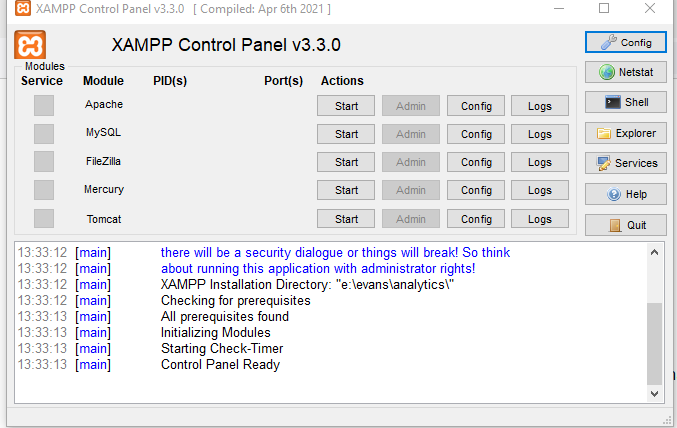 XAMPP Control Panel v3.3.0 [ Compiled: Apr 6th 2021 ]
XAMPP Control Panel v3.3.0
Config
Modules
Service Module PID(s) Port(s) Actions
Netstat
Apache Start Admin Config Logs
Shell
MySQL Start Admin Config Logs
Explorer
FileZilla Start Admin Config Logs
Services
Mercury Start Admin Config Logs
Help
Tomcat Start Admin Config Logs
Quit
13:33:12 [main] there will be a security dialogue or things will break! So think
13:33:12 [main] about running this application with administrator rights!
13:33:12 [main] XAMPP Installation Directory: "e:\evans\analytics\"
13:33:12 [main] Checking for prerequisites
13:33:13 [main] All prerequisites found
13:33:13 [main] Initializing Modules
13:33:13 [main] Starting Check-Timer
13:33:13 [main] Control Panel Ready